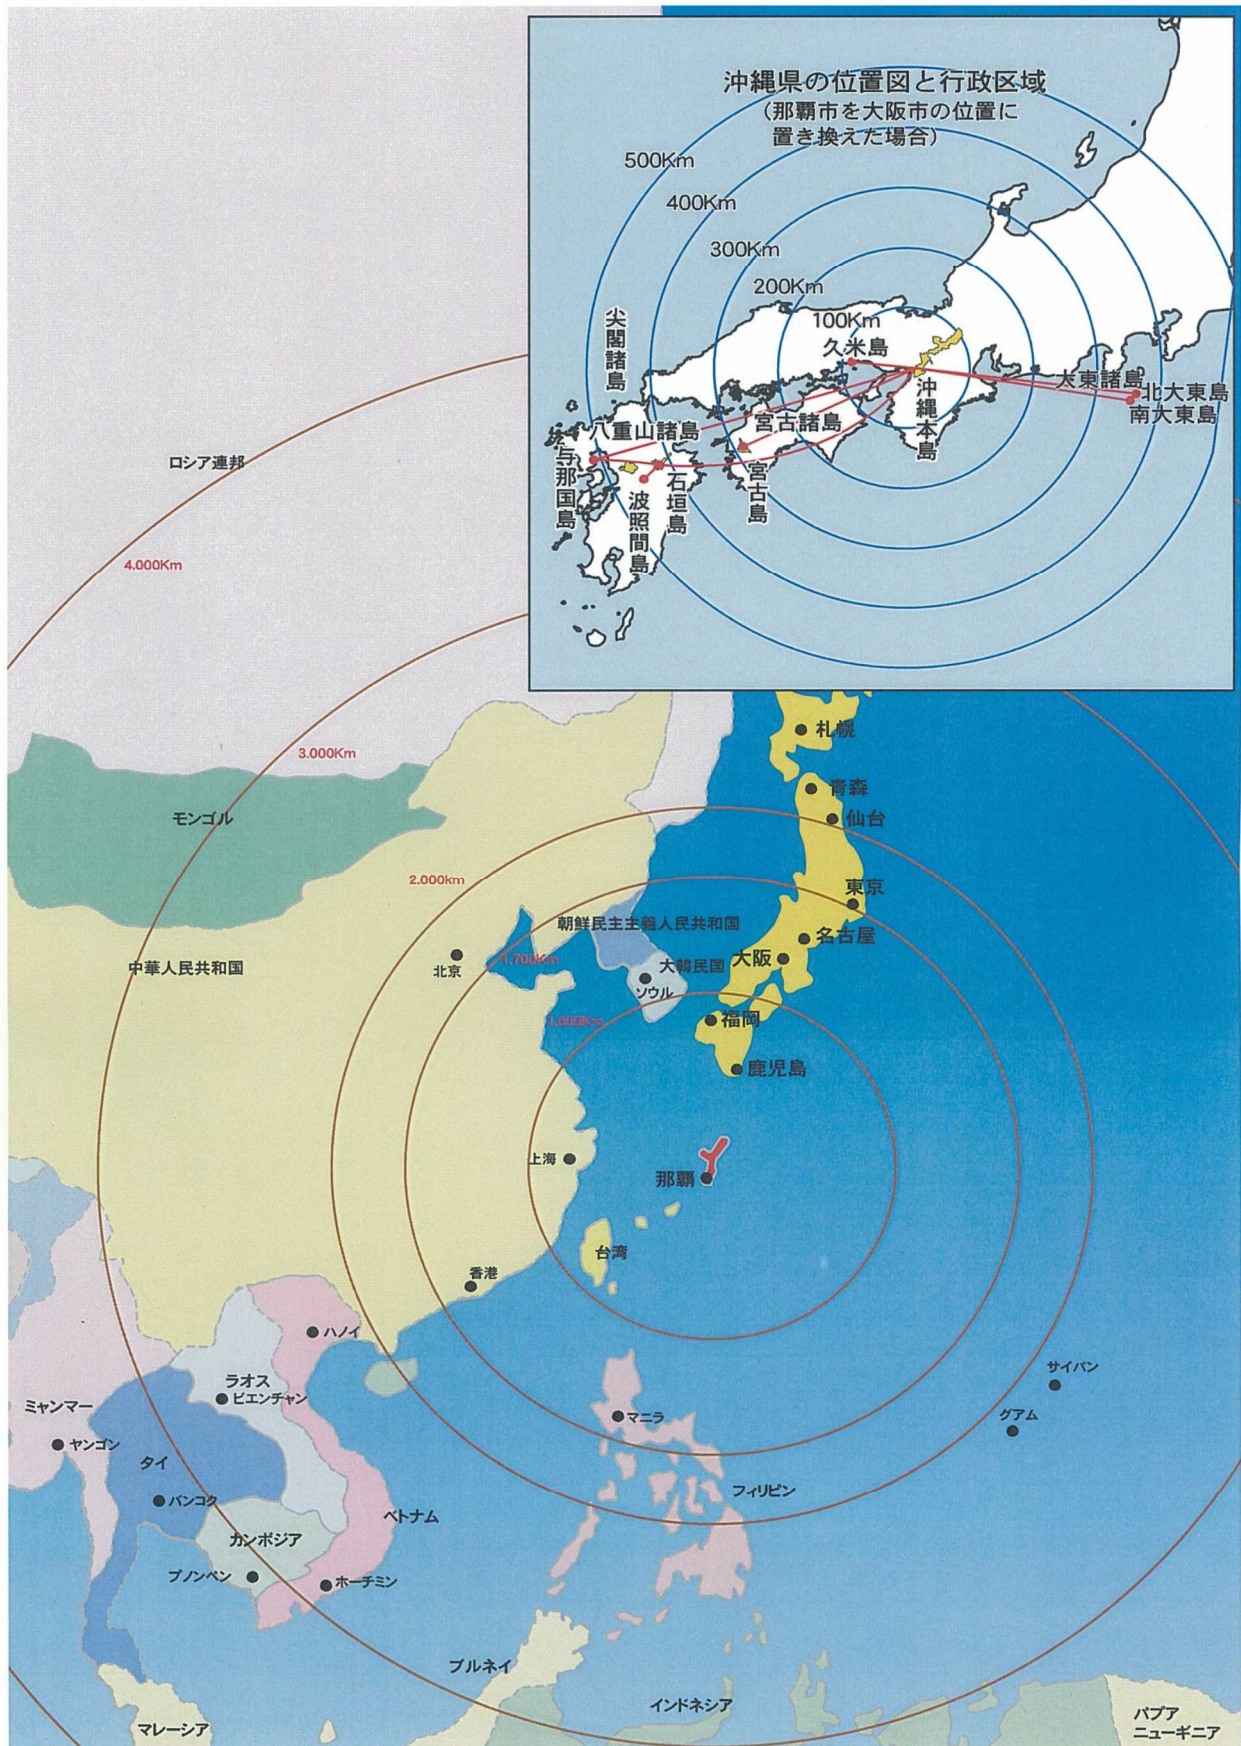 沖縄県の位置図と行政区域
(那覇市を大阪市の位置に
置き換えた場合)
500Km
400Km
300Km
200Km
100Km
尖閣諸島
久米島
大東諸島
北大東島
南大東島
沖縄本島
八重山諸島
宮古諸島
与那国島
石垣島
宮古島
波照間島
ロシア連邦
4.000Km
3.000Km
札幌
青森
モンゴル
仙台
2.000km
東京
朝鮮民主主義人民共和国
名古屋
1.700Km
大阪
中華人民共和国
北京
大韓民国
ソウル
1.000Km
福岡
鹿児島
上海
那覇
台湾
香港
ハノイ
サイパン
ラオス
ビエンチャン
ミャンマー
マニラ
グアム
ヤンゴン
タイ
フィリピン
バンコク
ベトナム
カンボジア
プノンペン
ホーチミン
ブルネイ
インドネシア
マレーシア
パプア
ニューギニア